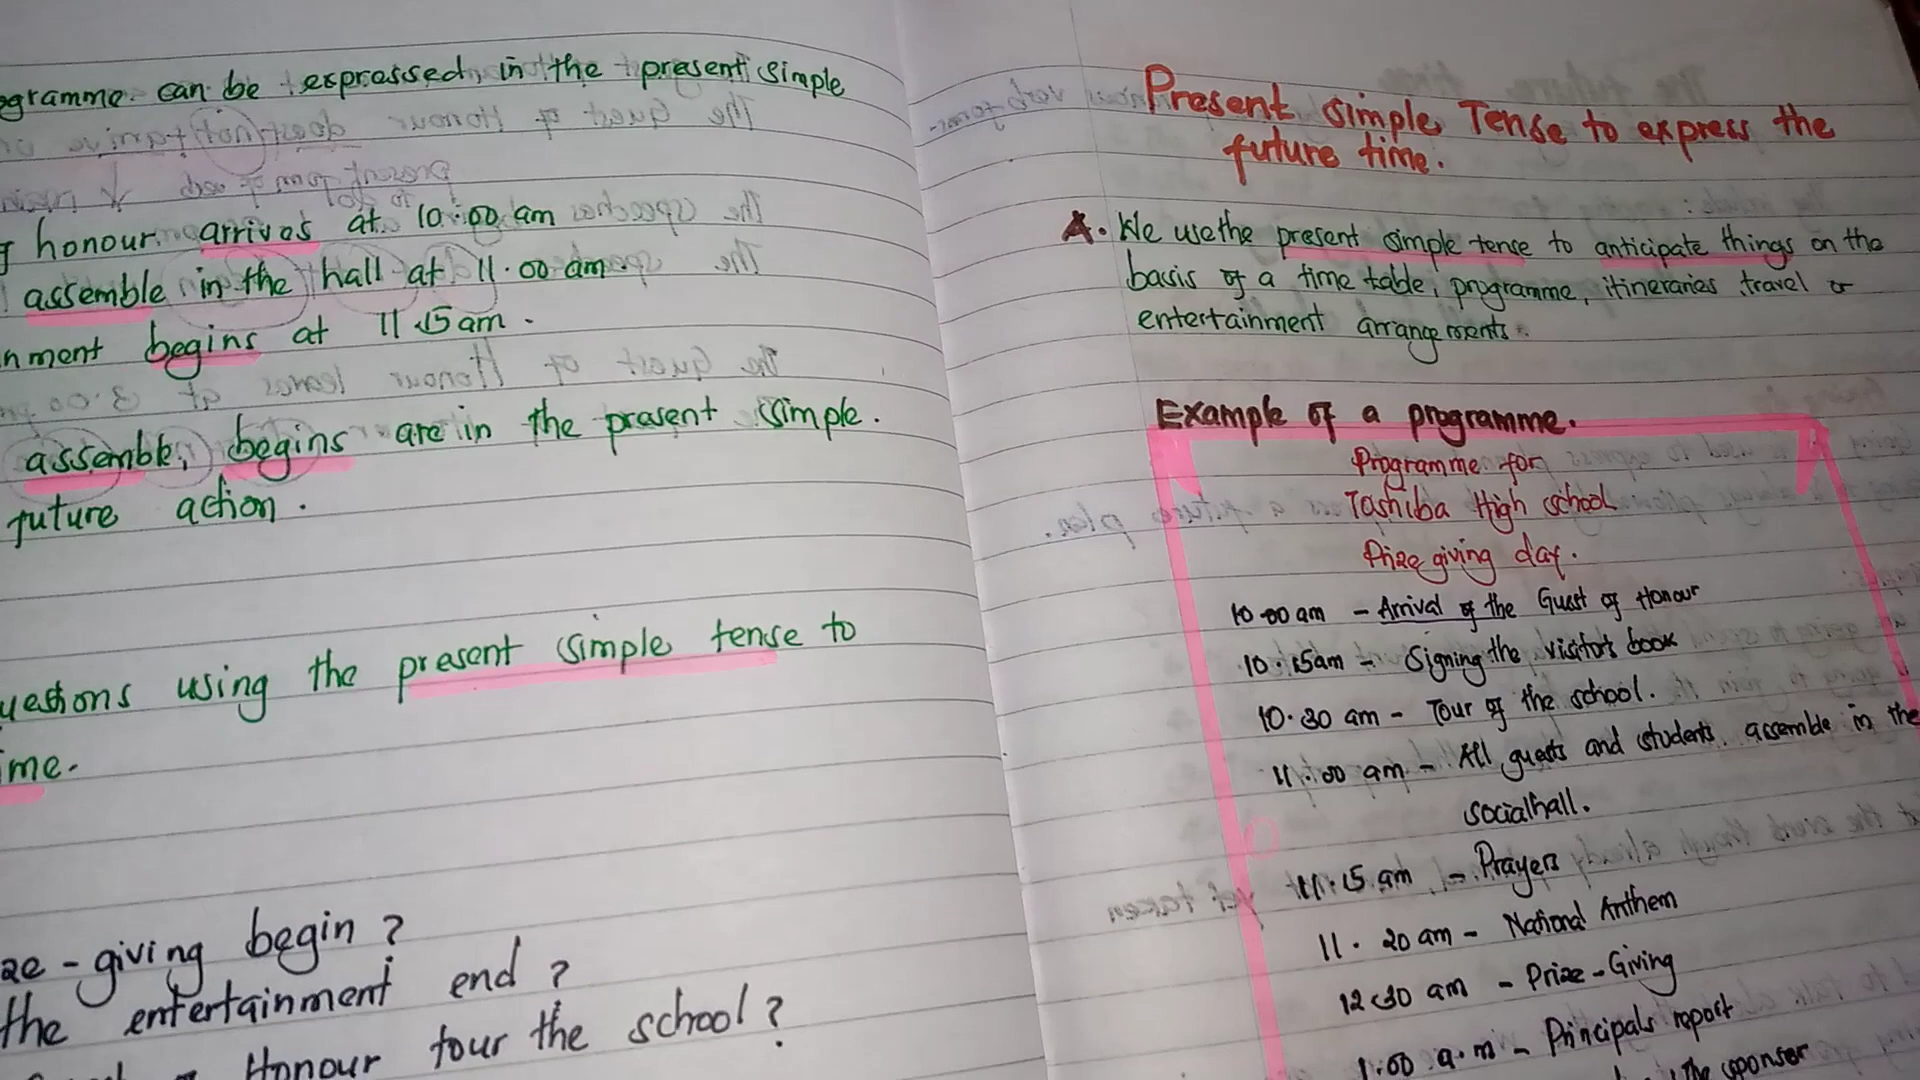 ogramme can be expressed in the present simple
honour arrives at 10:00 am
assemble in the hall at 11.00 am.
nment begins at 11.15 am.
assemble, begins are in the present simple.
future action.
uestions using the present simple tense to
ime.
ze-giving begin?
the entertainment end?
Honour tour the school?
Present simple Tense to express the
future time.
A. We use the present simple tense to anticipate things on the
basis of a time table, programme, itineraries travel or
entertainment arrangements.
Example of a programme.
Programme for
Toshiba High school
Prize giving day.
10.00 am - Arrival of the Guest of Honour
10.15am - Signing the visitors book
10.30 am - Tour of the school.
11.00 am - All guests and students assemble in the
socialhall.
11.15 am - Prayers
11.20 am - National Anthem
12.30 am - Prize-Giving
1.00 a.m - Principals report
the sponser